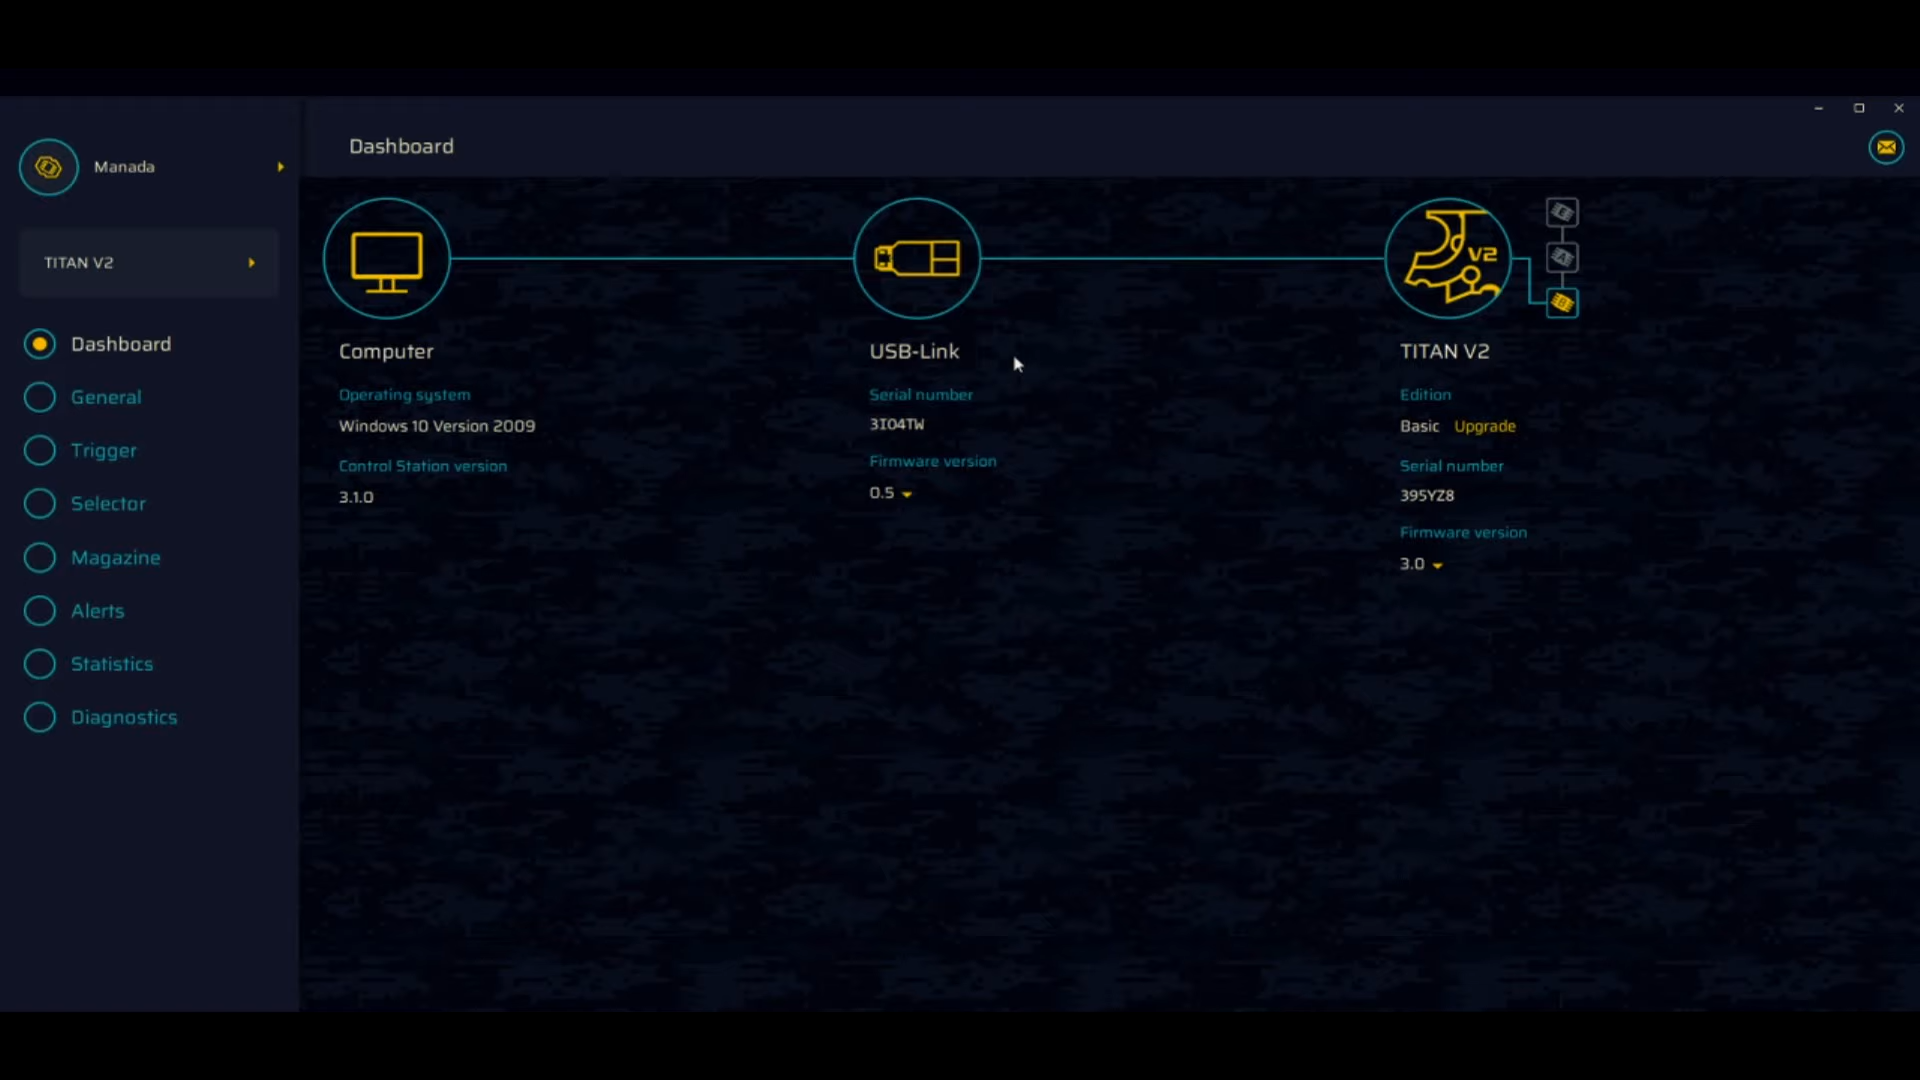 Dashboard
Manada
TITAN V2
Dashboard
General
Trigger
Selector
Magazine
Alerts
Statistics
Diagnostics
Computer
Operating system
Windows 10 Version 2009
Control Station version
3.1.0
USB-Link
Serial number
3IO4TW
Firmware version
0.5
V2
TITAN V2
Edition
Basic Upgrade
Serial number
395YZ8
Firmware version
3.0